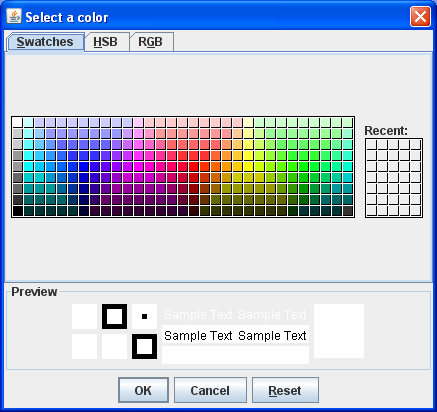 Select a color
Swatches HSB RGB
Recent:
Preview
Sample Text Sample Text
Sample Text Sample Text
OK Cancel Reset